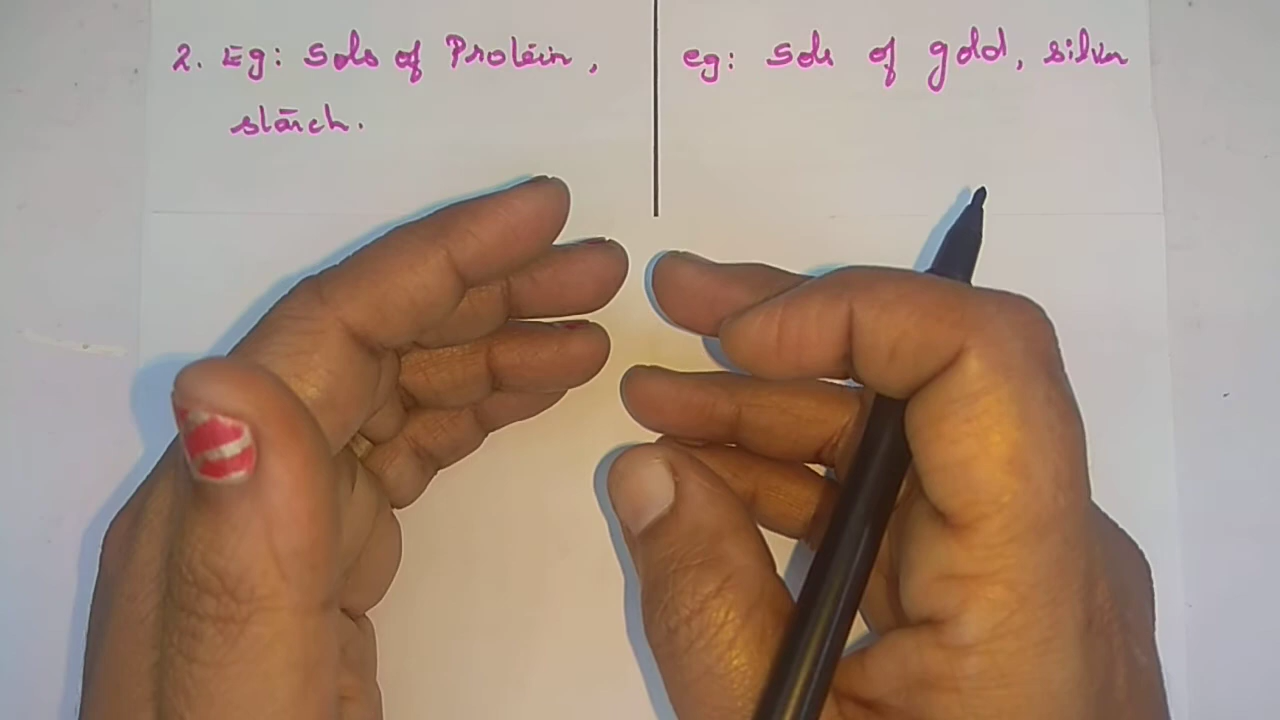 2. Eg: Sols of Protein,
starch.
eg: Sols of gold, silver